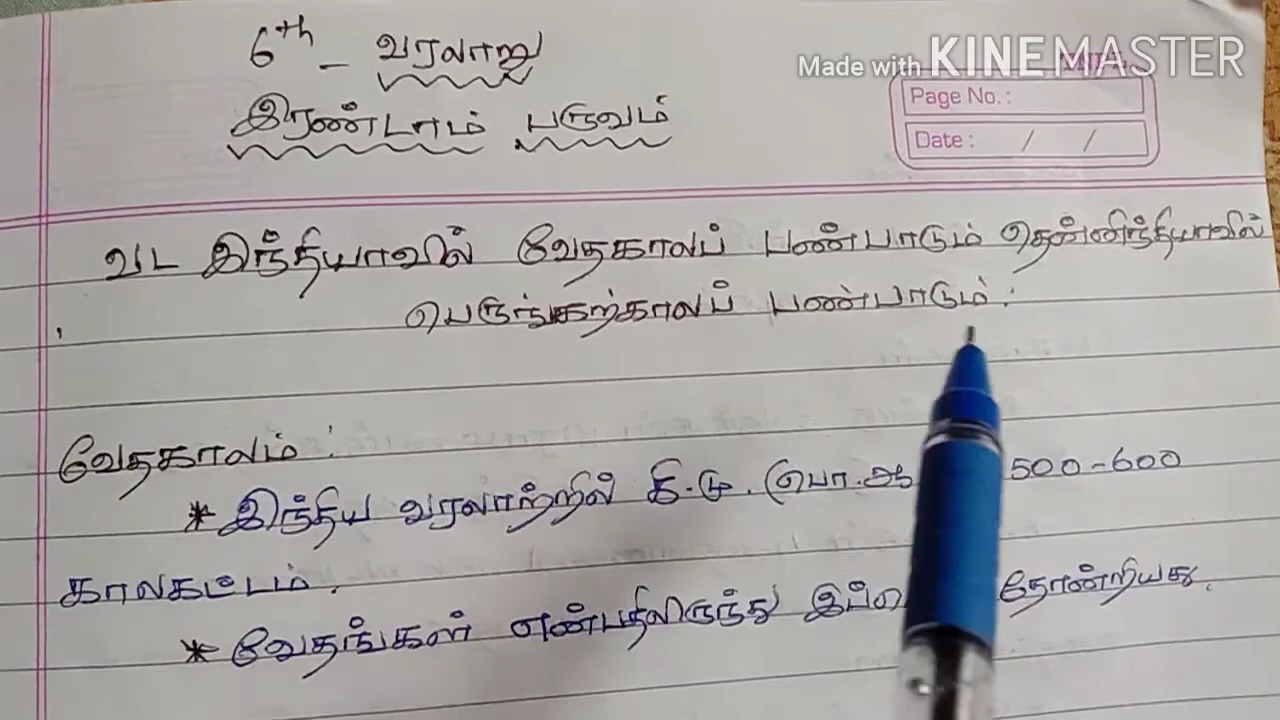 6th - வரலாறு
Made with KINEMASTER
இரண்டாம் பருவம்
Page No.:
Date: / /
வட இந்தியாவில் வேதகாலப் பண்பாடும் தென்னிந்தியாவில்
பெருங்கற்காலப் பண்பாடும்:
வேதகாலம் :
* இந்திய வரலாற்றில் கி.மு. (பொ.ஆ 500-600
காலகட்டம்.
* வேதங்கள் என்பதிலிருந்து தோன்றியது.